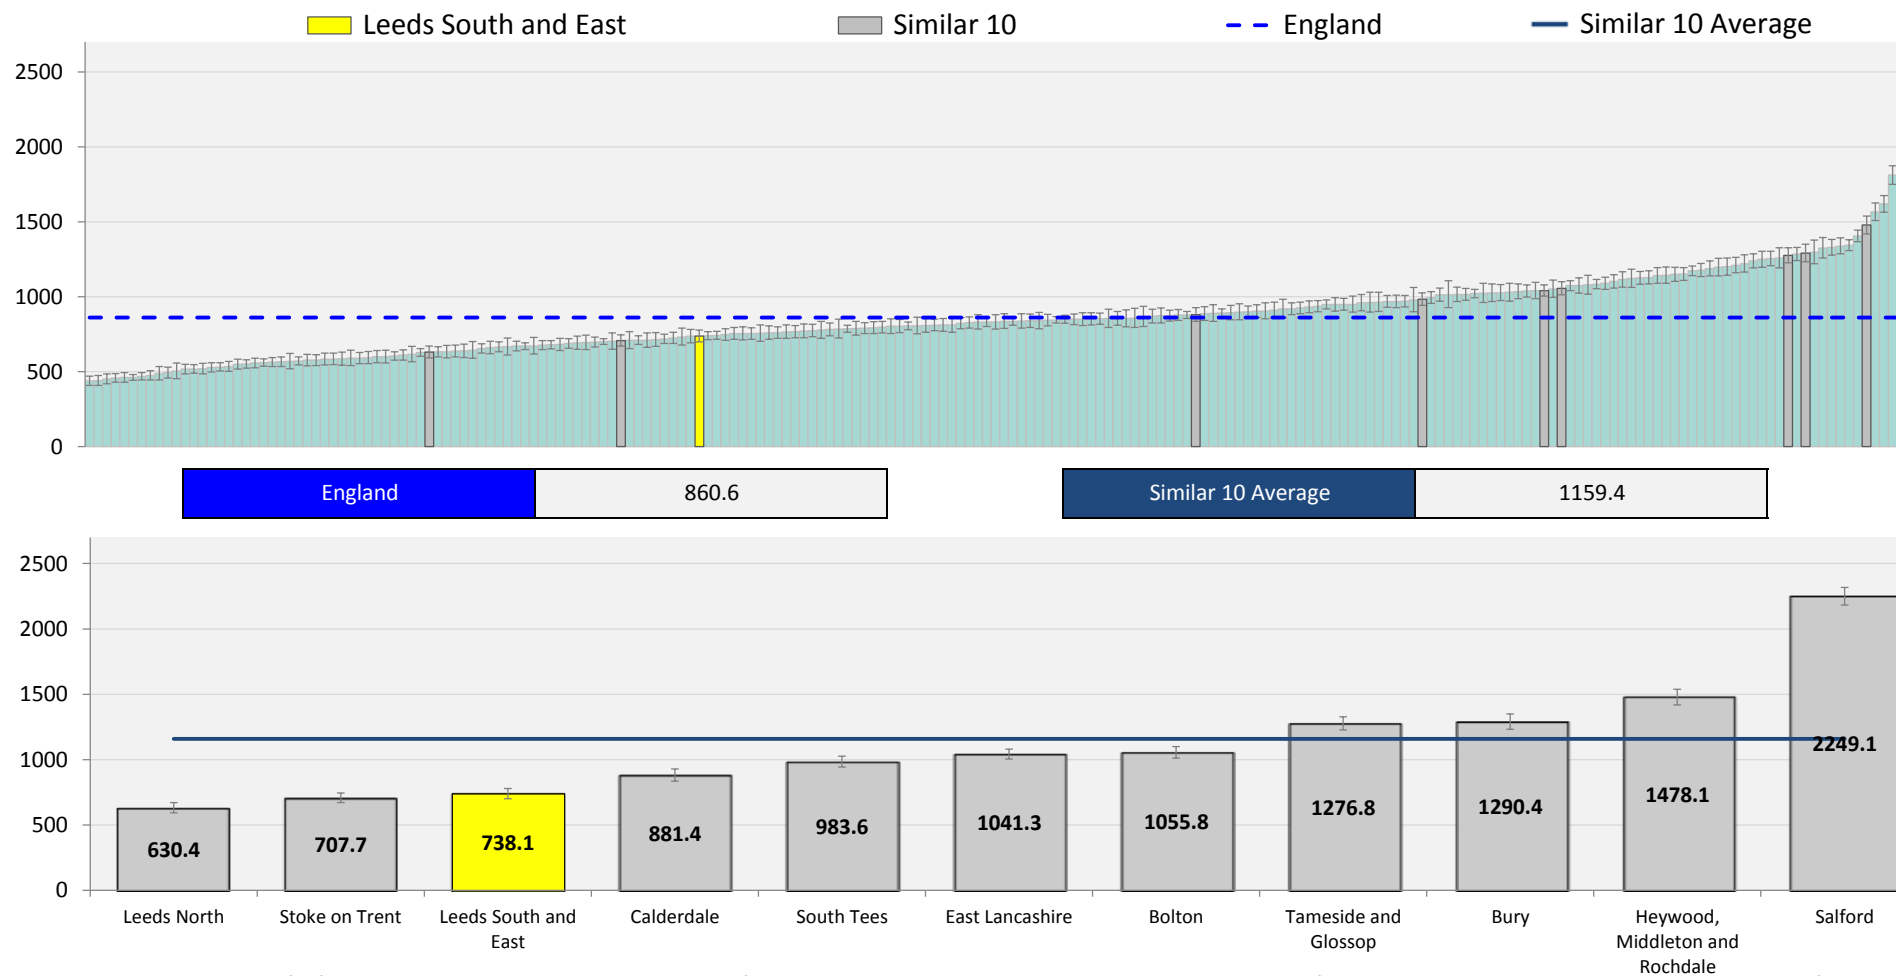 Leeds South and East Similar 10 England Similar 10 Average
2500
2000
1500
1000
500
0
England 860.6 Similar 10 Average 1159.4
2500
2000
1500
1000
500
0
630.4 707.7 738.1 881.4 983.6 1041.3 1055.8 1276.8 1290.4 1478.1 2249.1
Leeds North Stoke on Trent Leeds South and Calderdale South Tees East Lancashire Bolton Tameside and Bury Heywood, Salford
East Glossop Middleton and
Rochdale